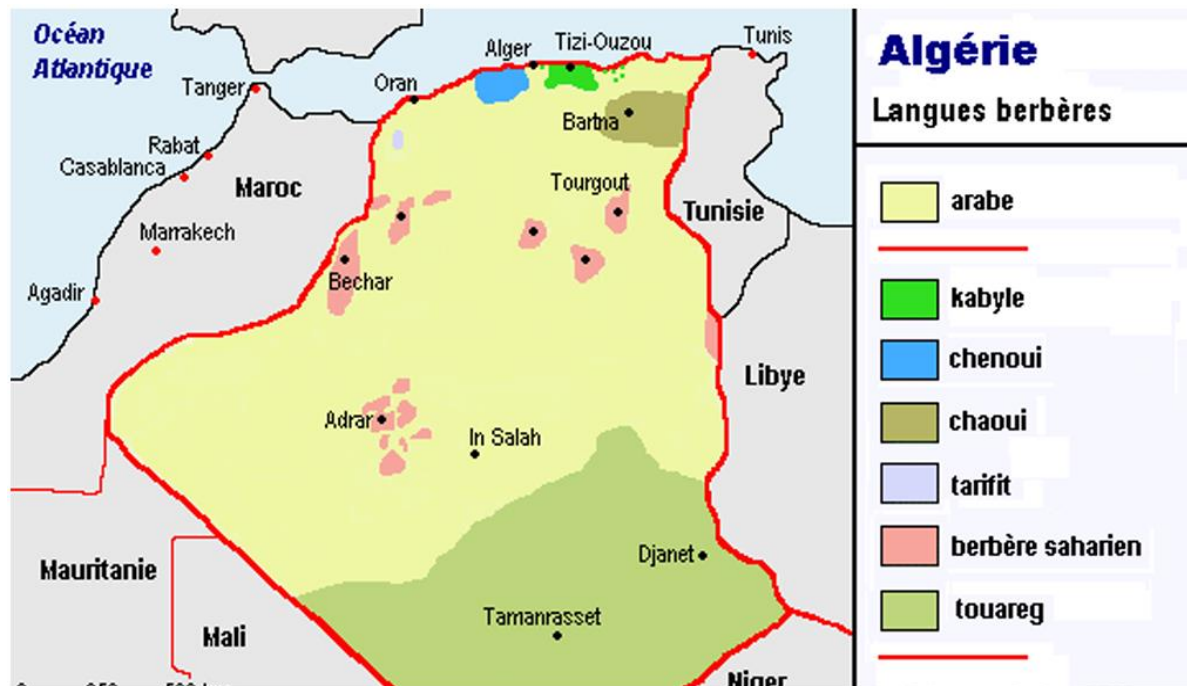 Océan
Atlantique
Tanger
Rabat
Casablanca
Marrakech
Agadir
Maroc
Oran
Alger
Tizi-Ouzou
Tunis
Bartna
Tourgout
Tunisie
Bechar
Libye
Adrar
In Salah
Djanet
Tamanrasset
Mauritanie
Mali
Niger
Algérie
Langues berbères
arabe
kabyle
chenoui
chaoui
tarifit
berbère saharien
touareg